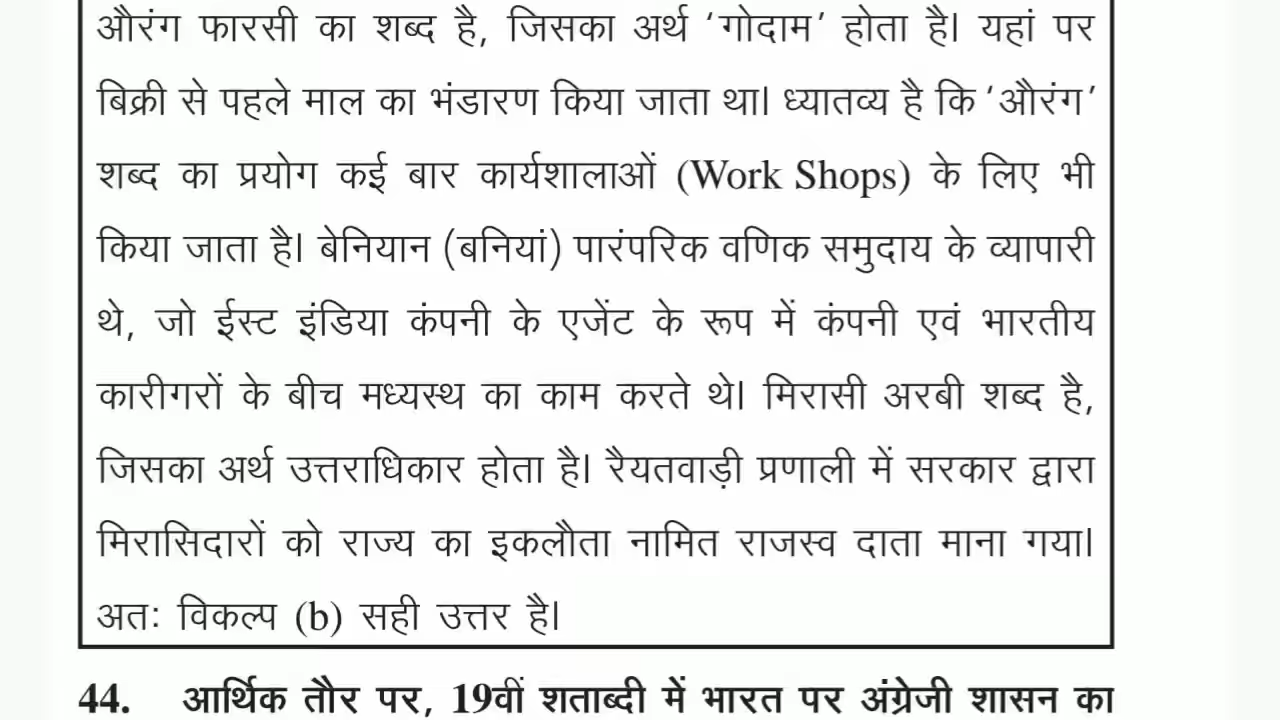 औरंग फारसी का शब्द है, जिसका अर्थ ‘गोदाम’ होता है। यहां पर
बिक्री से पहले माल का भंडारण किया जाता था। ध्यातव्य है कि ‘औरंग’
शब्द का प्रयोग कई बार कार्यशालाओं (Work Shops) के लिए भी
किया जाता है। बेनियान (बनियां) पारंपरिक वणिक समुदाय के व्यापारी
थे, जो ईस्ट इंडिया कंपनी के एजेंट के रूप में कंपनी एवं भारतीय
कारीगरों के बीच मध्यस्थ का काम करते थे। मिरासी अरबी शब्द है,
जिसका अर्थ उत्तराधिकार होता है। रैयतवाड़ी प्रणाली में सरकार द्वारा
मिरासिदारों को राज्य का इकलौता नामित राजस्व दाता माना गया।
अतः विकल्प (b) सही उत्तर है।
44. आर्थिक तौर पर, 19वीं शताब्दी में भारत पर अंग्रेजी शासन का